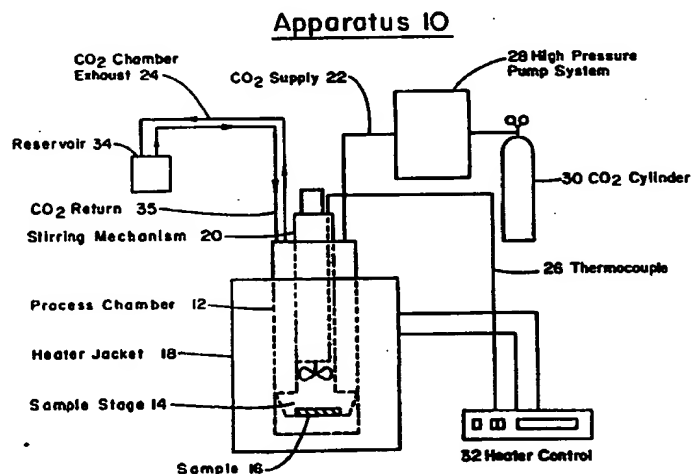 Apparatus 10
CO2 Chamber
Exhaust 24
CO2 Supply 22
28 High Pressure
Pump System
Reservoir 34
30 CO2 Cylinder
CO2 Return 35
Stirring Mechanism 20
26 Thermocouple
Process Chamber 12
Heater Jacket 18
Sample Stage 14
32 Heater Control
Sample 16